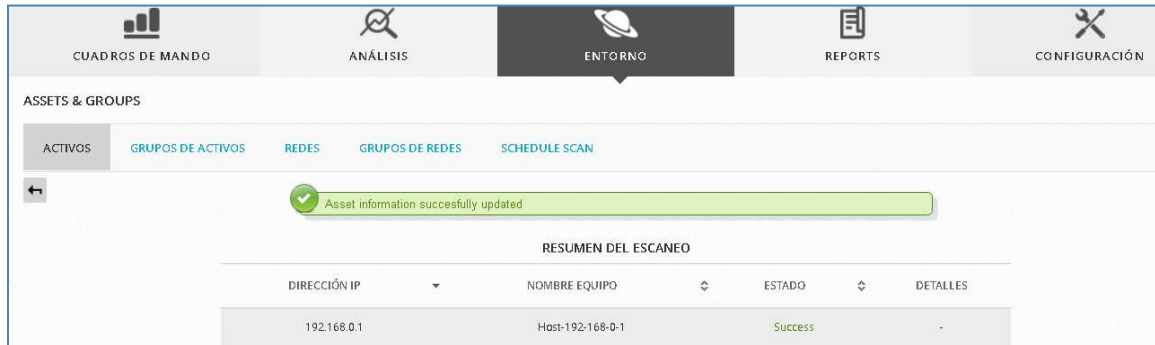 CUADROS DE MANDO ANÁLISIS ENTORNO REPORTS CONFIGURACIÓN
ASSETS & GROUPS
ACTIVOS GRUPOS DE ACTIVOS REDES GRUPOS DE REDES SCHEDULE SCAN
Asset information succesfully updated
RESUMEN DEL ESCANEO
DIRECCIÓN IP NOMBRE EQUIPO ESTADO DETALLES
192.168.0.1 Host-192-168-0-1 Success -